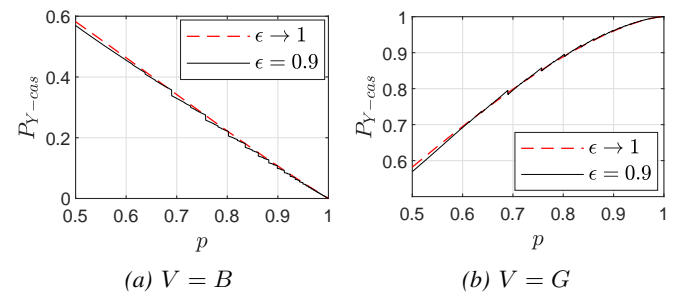 0.6
0.4
0.2
0
P_{Y-cas}
ϵ → 1
ϵ = 0.9
0.5 0.6 0.7 0.8 0.9 1
p
(a) V = B
1
0.9
0.8
0.7
0.6
P_{Y-cas}
ϵ → 1
ϵ = 0.9
0.5 0.6 0.7 0.8 0.9 1
p
(b) V = G